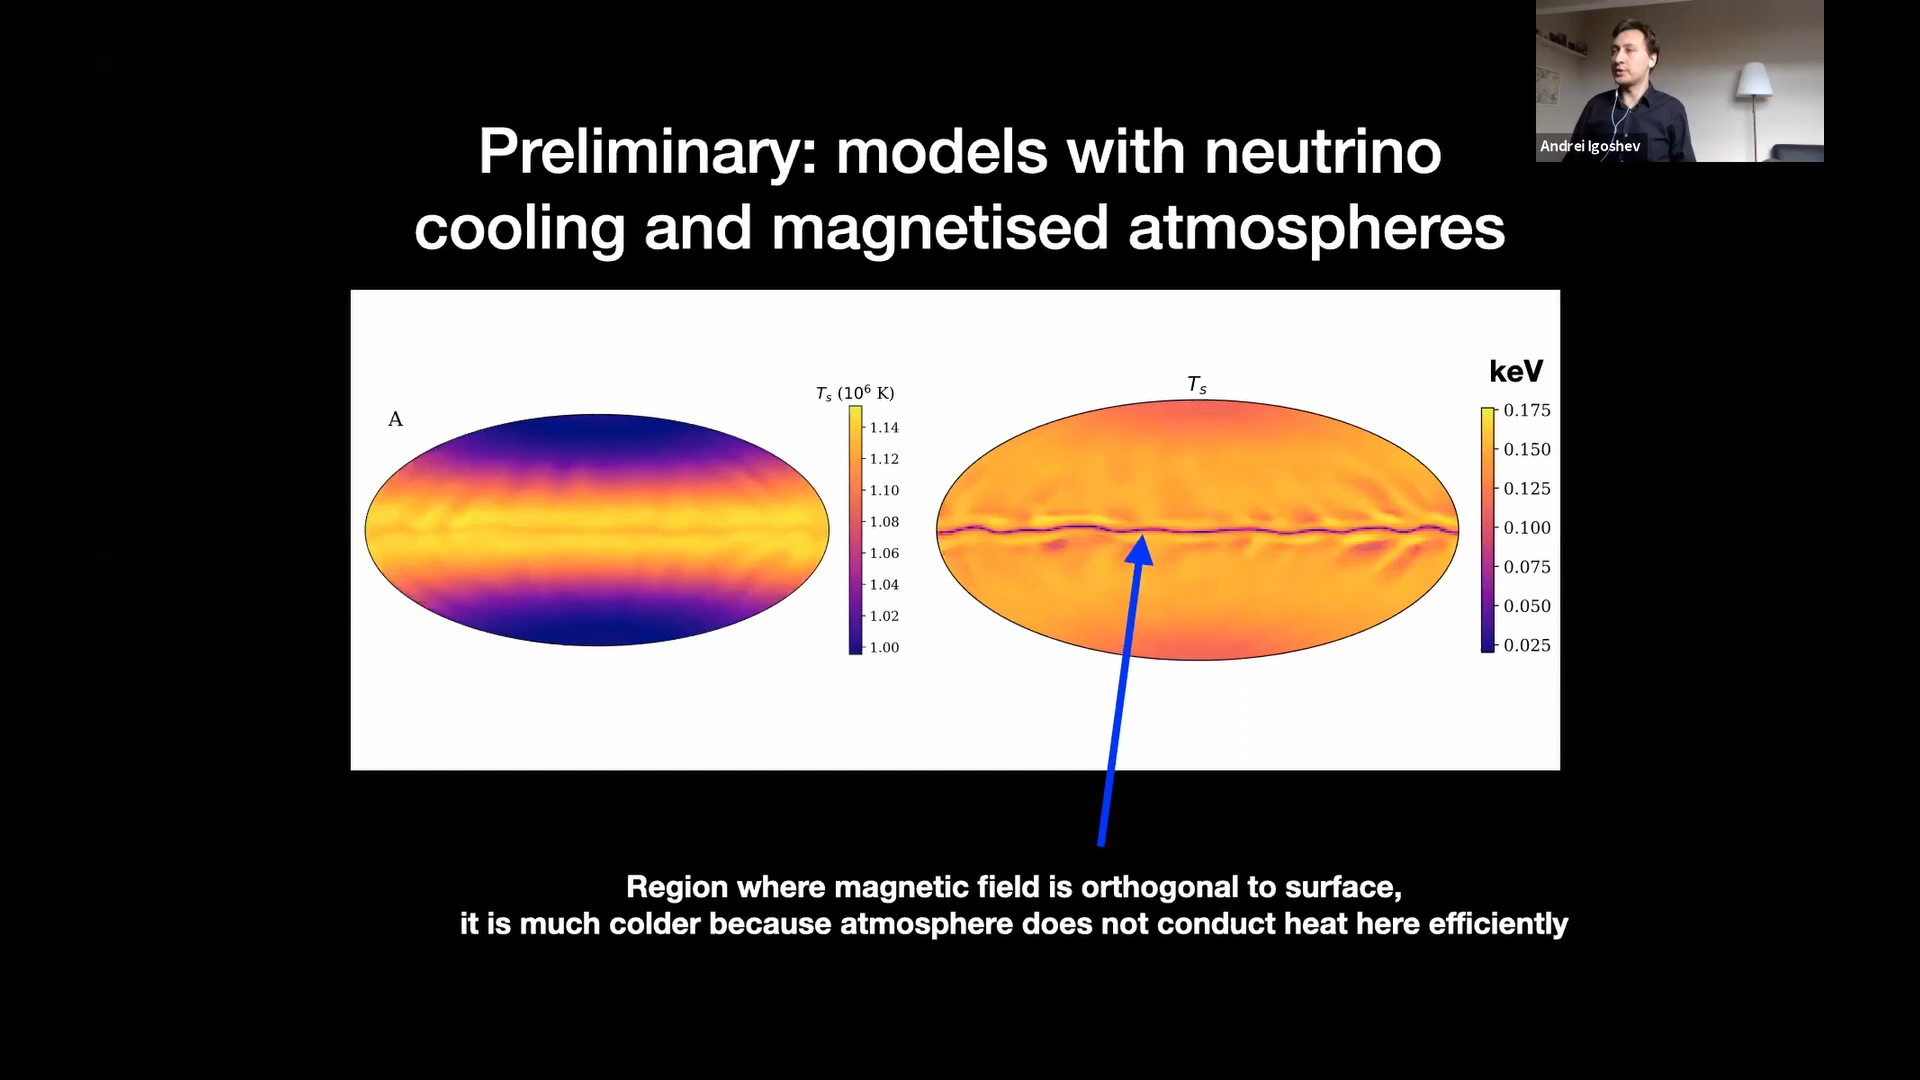 Andrei Igoshev
Preliminary: models with neutrino
cooling and magnetised atmospheres
A
Tₛ (10⁶ K)
1.14
1.12
1.10
1.08
1.06
1.04
1.02
1.00
Tₛ
keV
0.175
0.150
0.125
0.100
0.075
0.050
0.025
Region where magnetic field is orthogonal to surface,
it is much colder because atmosphere does not conduct heat here efficiently